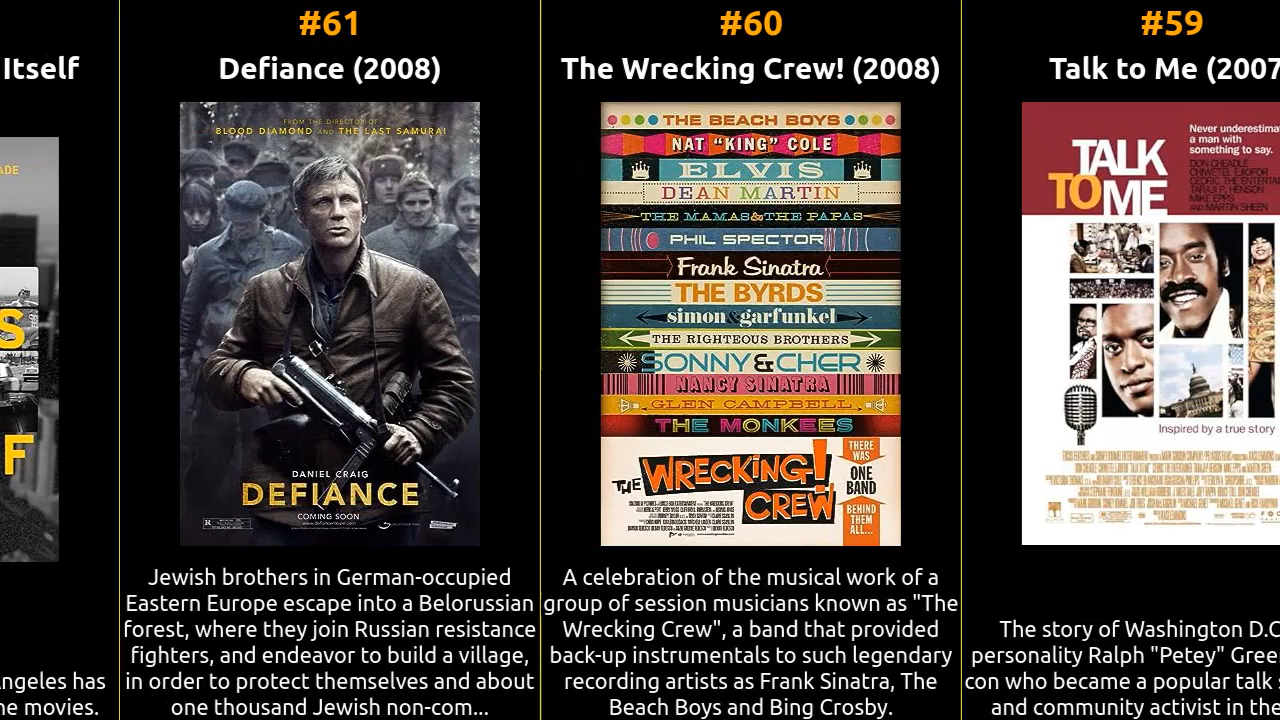 Itself
ADE
S
F
ngeles has
ne movies.
#61
Defiance (2008)
FROM THE DIRECTOR OF
BLOOD DIAMOND AND THE LAST SAMURAI
DANIEL CRAIG
DEFIANCE
COMING SOON
www.defiancemovie.com
Jewish brothers in German-occupied
Eastern Europe escape into a Belorussian
forest, where they join Russian resistance
fighters, and endeavor to build a village,
in order to protect themselves and about
one thousand Jewish non-com...
#60
The Wrecking Crew! (2008)
THE BEACH BOYS
NAT "KING" COLE
ELVIS
DEAN MARTIN
THE MAMAS & THE PAPAS
PHIL SPECTOR
Frank Sinatra
THE BYRDS
simon & garfunkel
THE RIGHTEOUS BROTHERS
SONNY & CHER
NANCY SINATRA
GLEN CAMPBELL
THE MONKEES
THE WRECKING!
CREW
THERE
WAS
ONE
BAND
BEHIND
THEM
ALL...
A celebration of the musical work of a
group of session musicians known as "The
Wrecking Crew", a band that provided
back-up instrumentals to such legendary
recording artists as Frank Sinatra, The
Beach Boys and Bing Crosby.
#59
Talk to Me (2007
Never underestima
a man with
something to say.
TALK
TO ME
DON CHEADLE
CHIWETEL EJIOFOR
CEDRIC THE ENTERTA
TARAJI P. HENSON
MIKE EPPS
AND MARTIN SHEEN
Inspired by a true story
The story of Washington D.C
personality Ralph "Petey" Gree
con who became a popular talk s
and community activist in the